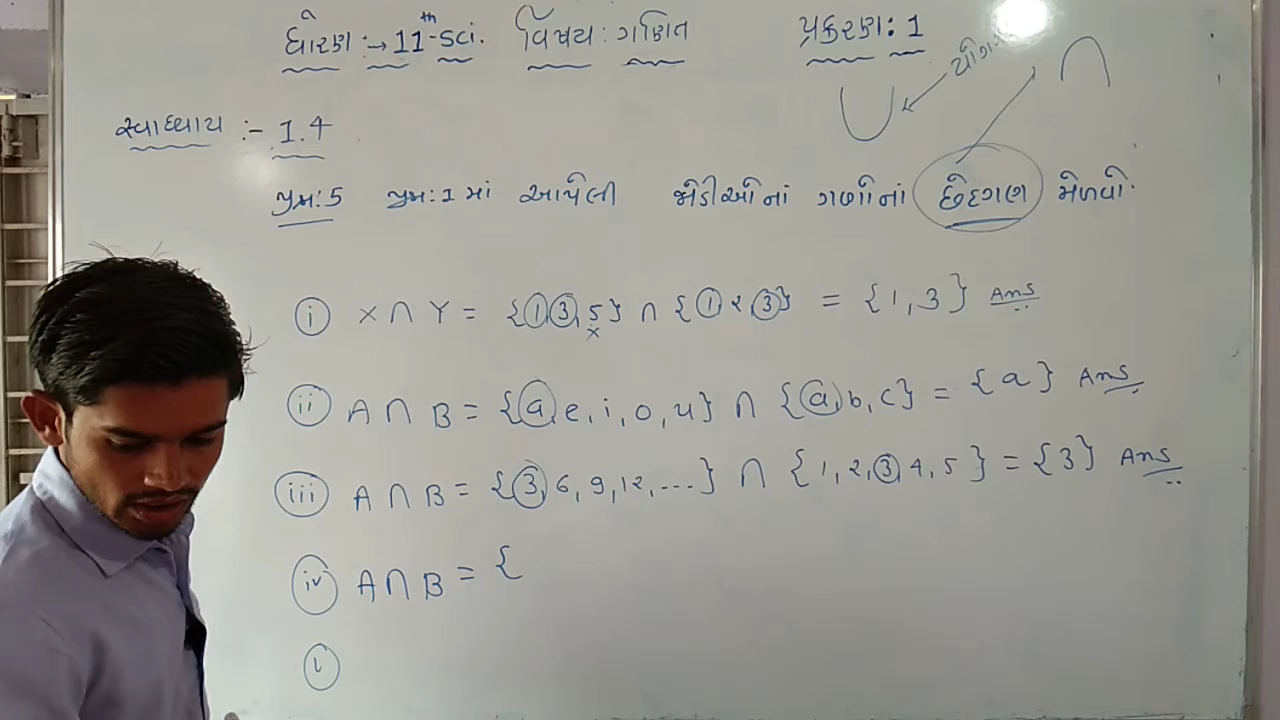 ધોરણ :→ 11th-sci. વિષય : ગણિત પ્રકરણ : 1
∪ ∩
સ્વાધ્યાય :- 1.4
પ્રશ્ન: 5 પ્રશ્ન: 1 માં આપેલી જોડીઓનાં ગણોનાં છેદગણ મેળવો.
(i) X ∩ Y = {1, 3, 5} ∩ {1 2 3} = {1, 3} Ans
(ii) A ∩ B = {a, e, i, o, u} ∩ {a, b, c} = {a} Ans
(iii) A ∩ B = {3, 6, 9, 12, ...} ∩ {1, 2, 3, 4, 5} = {3} Ans
(iv) A ∩ B = {